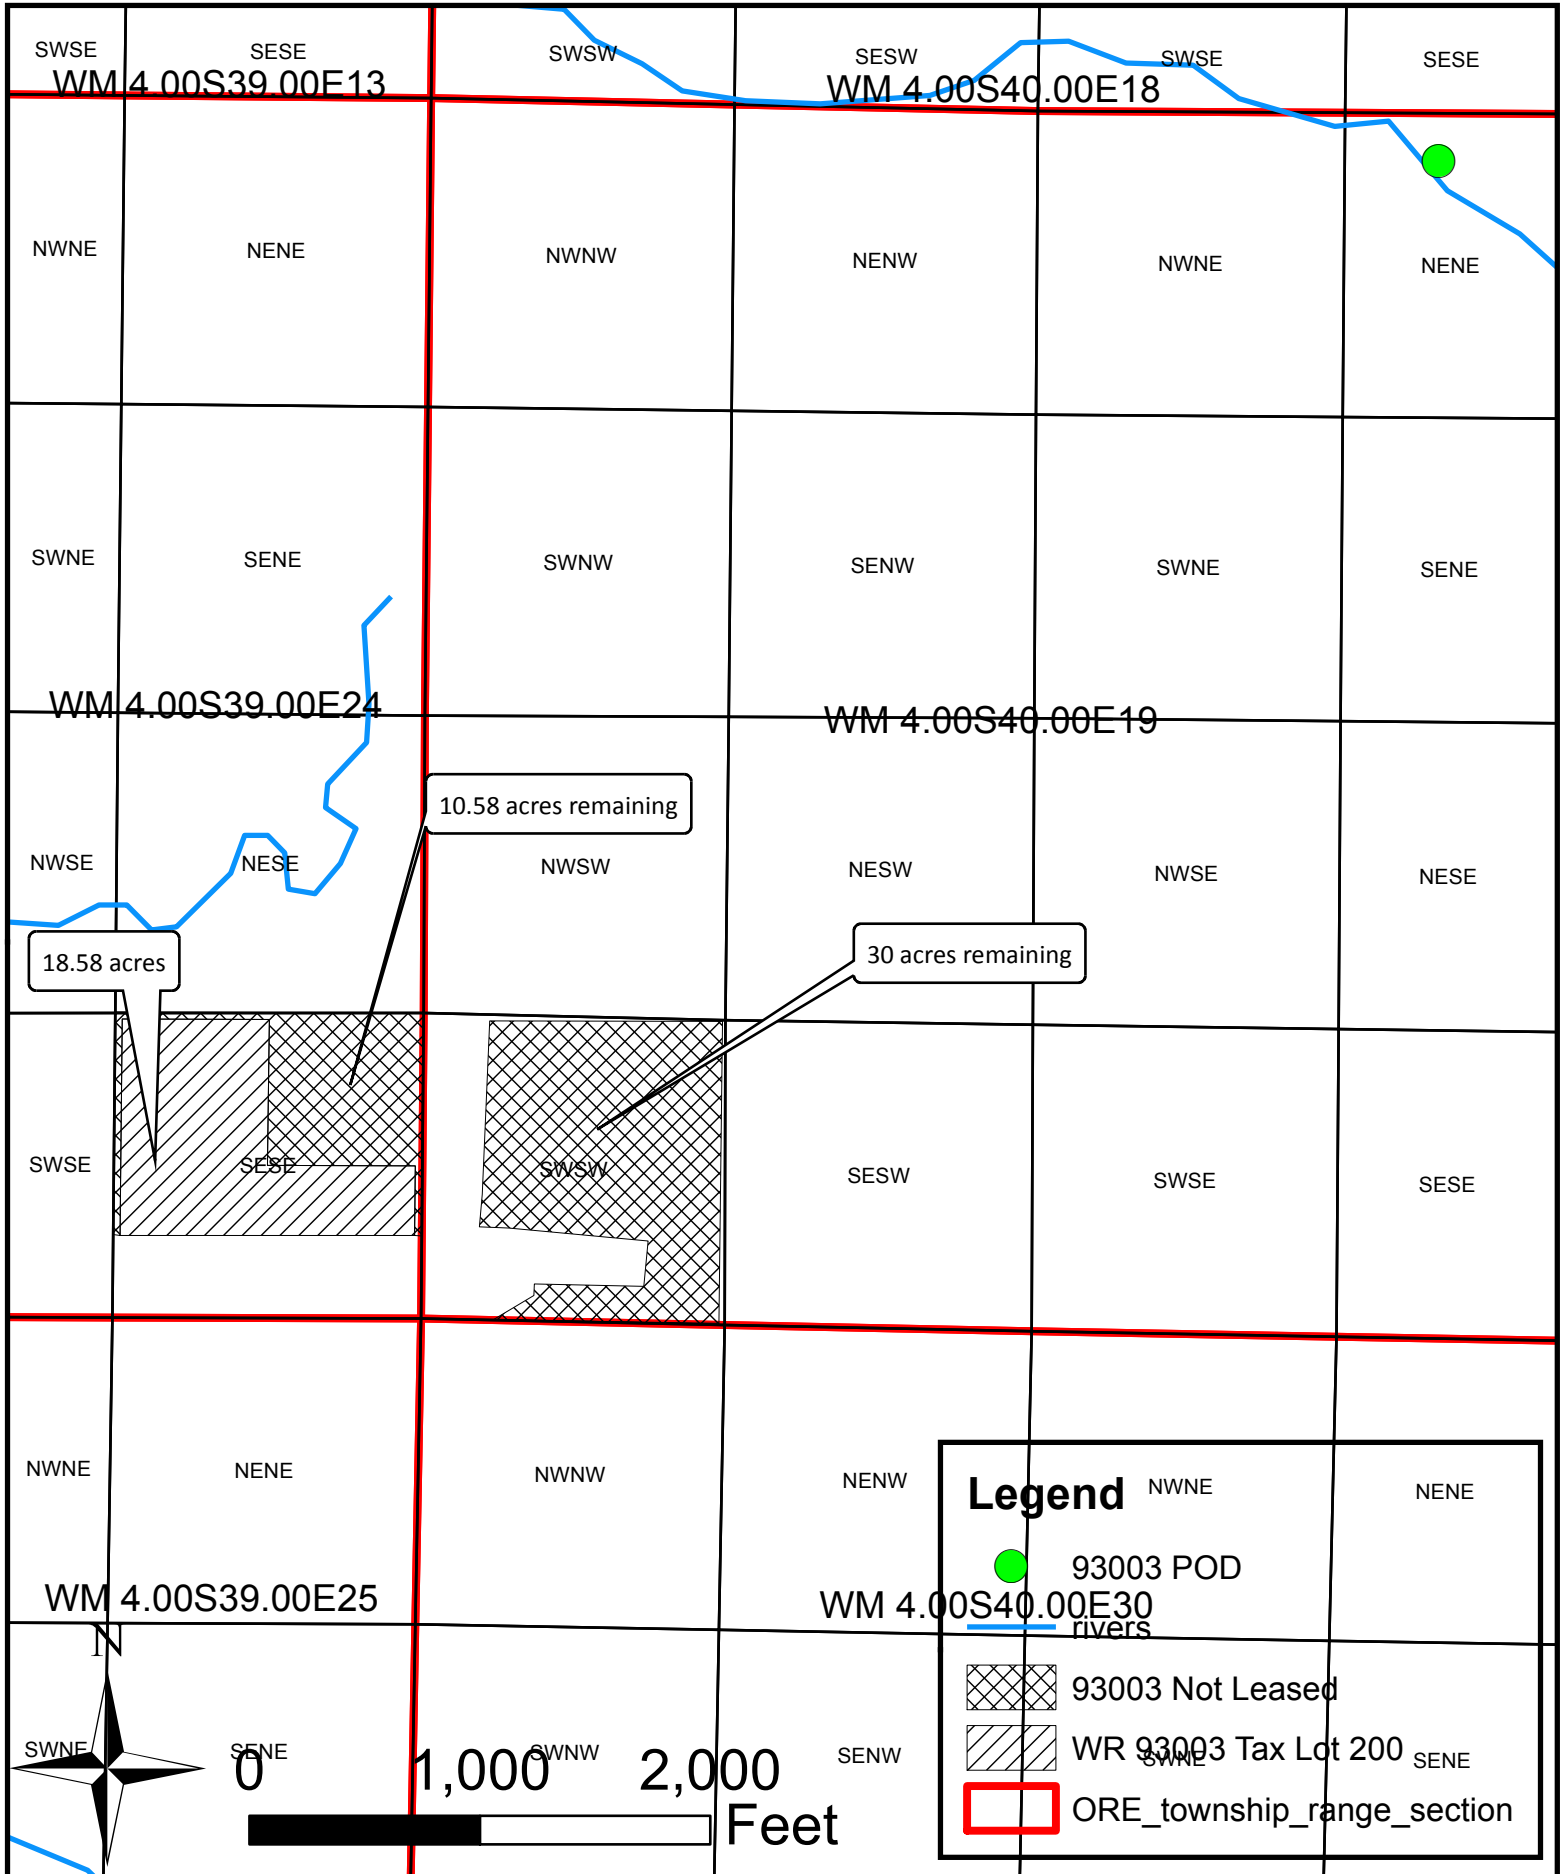 SWSE SESE SWSW SESW SWSE SESE
WM 4.00S39.00E13 WM 4.00S40.00E18
NWNE NENE NWNW NENW NWNE NENE
SWNE SENE SWNW SENW SWNE SENE
WM 4.00S39.00E24 WM 4.00S40.00E19
10.58 acres remaining
NWSE NESE NWSW NESW NWSE NESE
18.58 acres
30 acres remaining
SWSE SESE SWSW SESW SWSE SESE
NWNE NENE NWNW NENW NWNE NENE
WM 4.00S39.00E25 WM 4.00S40.00E30
N
SWNE SENE SWNW SENW SWNE SENE
0 1,000 2,000
Feet
Legend
93003 POD
rivers
93003 Not Leased
WR 93003 Tax Lot 200
ORE_township_range_section